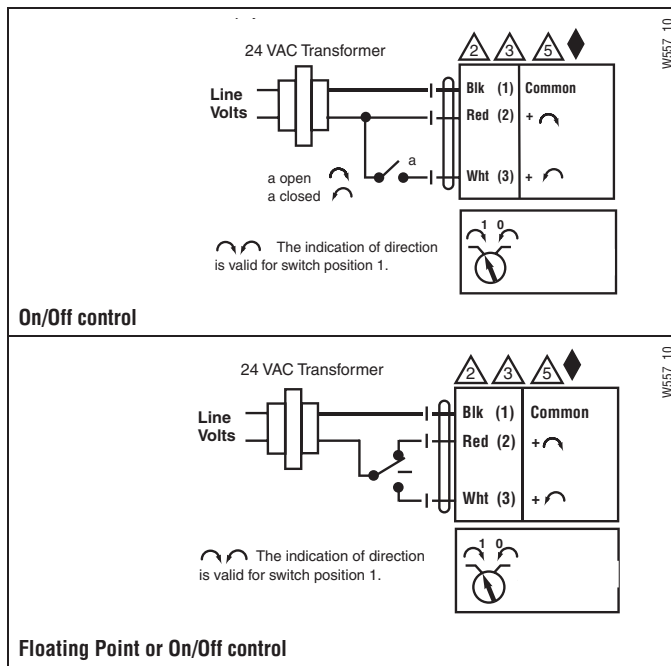 24 VAC Transformer
2 3 5
W557_10
Line
Volts
Blk (1) Common
Red (2) +
a
Wht (3) +
a open
a closed
1 0
The indication of direction
is valid for switch position 1.
On/Off control
24 VAC Transformer
2 3 5
W557_10
Line
Volts
Blk (1) Common
Red (2) +
Wht (3) +
1 0
The indication of direction
is valid for switch position 1.
Floating Point or On/Off control